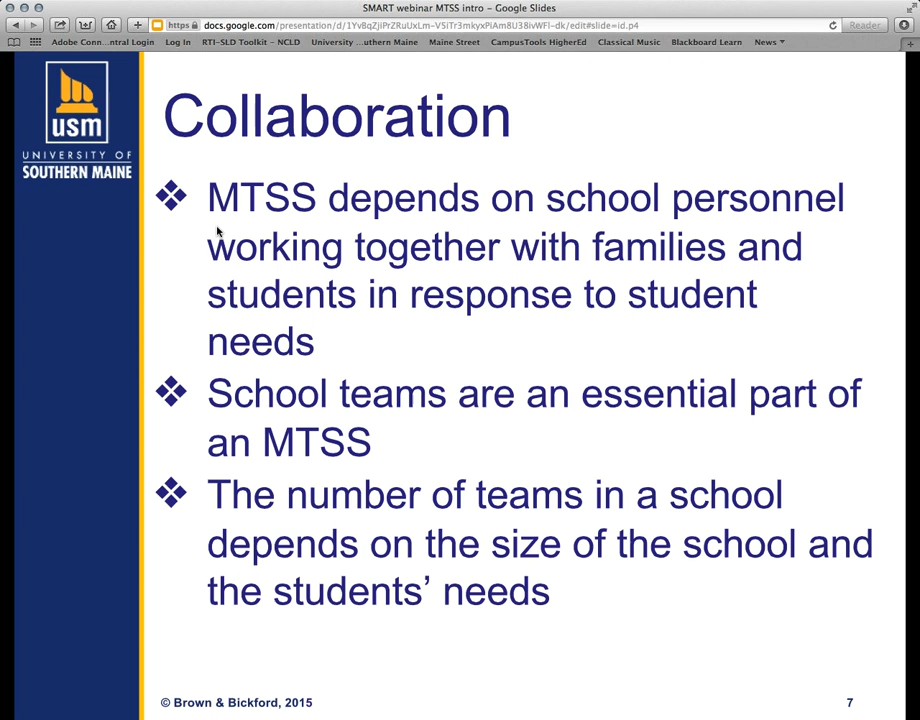 SMART webinar MTSS intro – Google Slides
https docs.google.com/presentation/d/1YvBqZjlPrZRuUxLm-V5iTr3mkyxPlAm8U38ivWFl-dk/edit#slide=id.p4 Reader
Adobe Conn...ntral Login Log In RTI-SLD Toolkit - NCLD University ...uthern Maine Maine Street CampusTools HigherEd Classical Music Blackboard Learn News
usm
UNIVERSITY OF
SOUTHERN MAINE
Collaboration
❖ MTSS depends on school personnel
working together with families and
students in response to student
needs
❖ School teams are an essential part of
an MTSS
❖ The number of teams in a school
depends on the size of the school and
the students’ needs
© Brown & Bickford, 2015
7